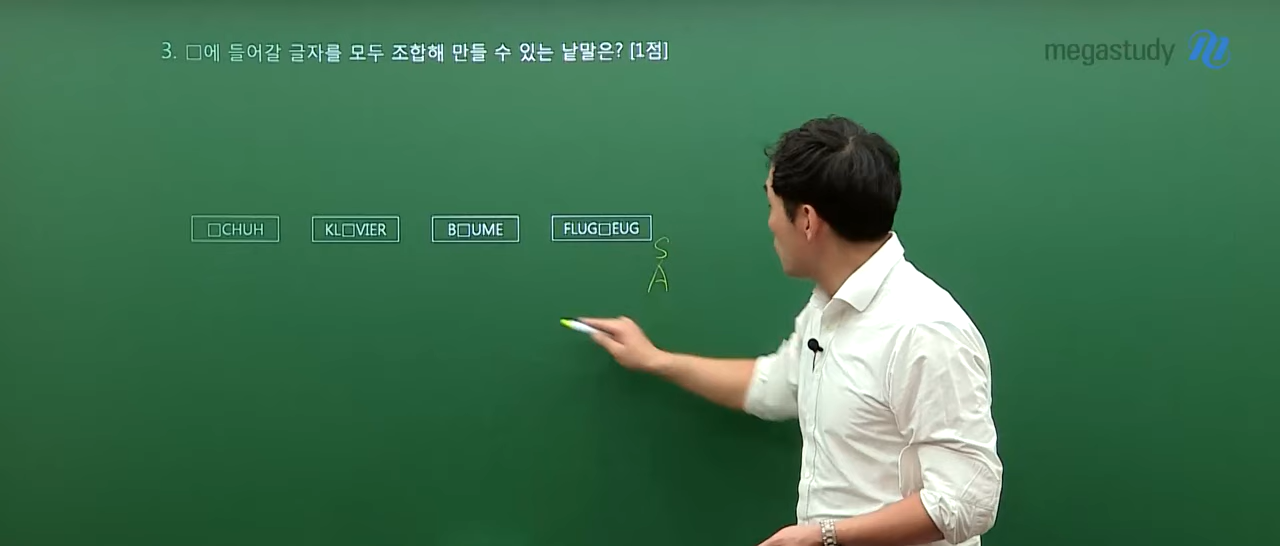 3. □에 들어갈 글자를 모두 조합해 만들 수 있는 낱말은? [1점]
megastudy
□CHUH
KL□VIER
B□UME
FLUG□EUG
S
A